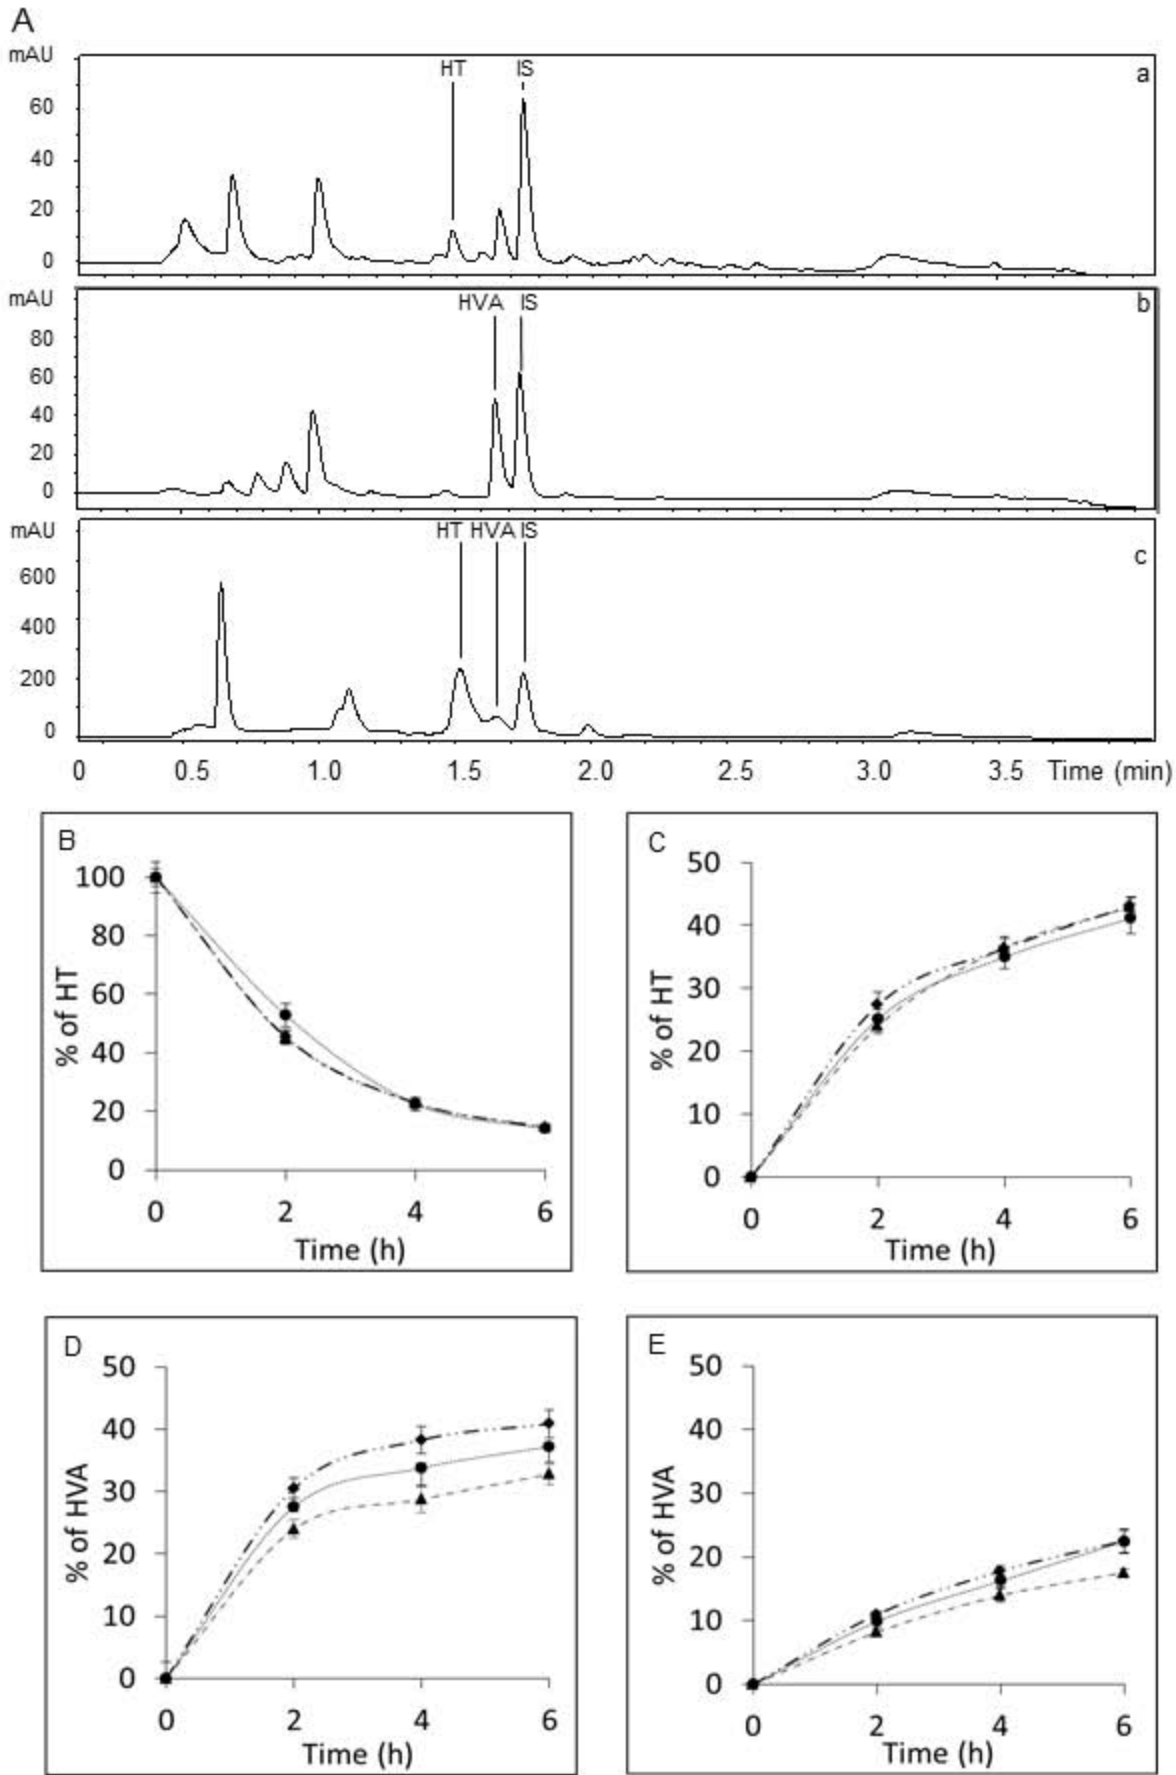 A
mAU
HT IS
a
60
40
20
0
mAU
HVA IS
b
80
60
40
20
0
mAU
HT HVA IS
c
600
400
200
0
0 0.5 1.0 1.5 2.0 2.5 3.0 3.5 Time (min)
B
% of HT
100
80
60
40
20
0
0 2 4 6
Time (h)
C
% of HT
50
40
30
20
10
0
0 2 4 6
Time (h)
D
% of HVA
50
40
30
20
10
0
0 2 4 6
Time (h)
E
% of HVA
50
40
30
20
10
0
0 2 4 6
Time (h)